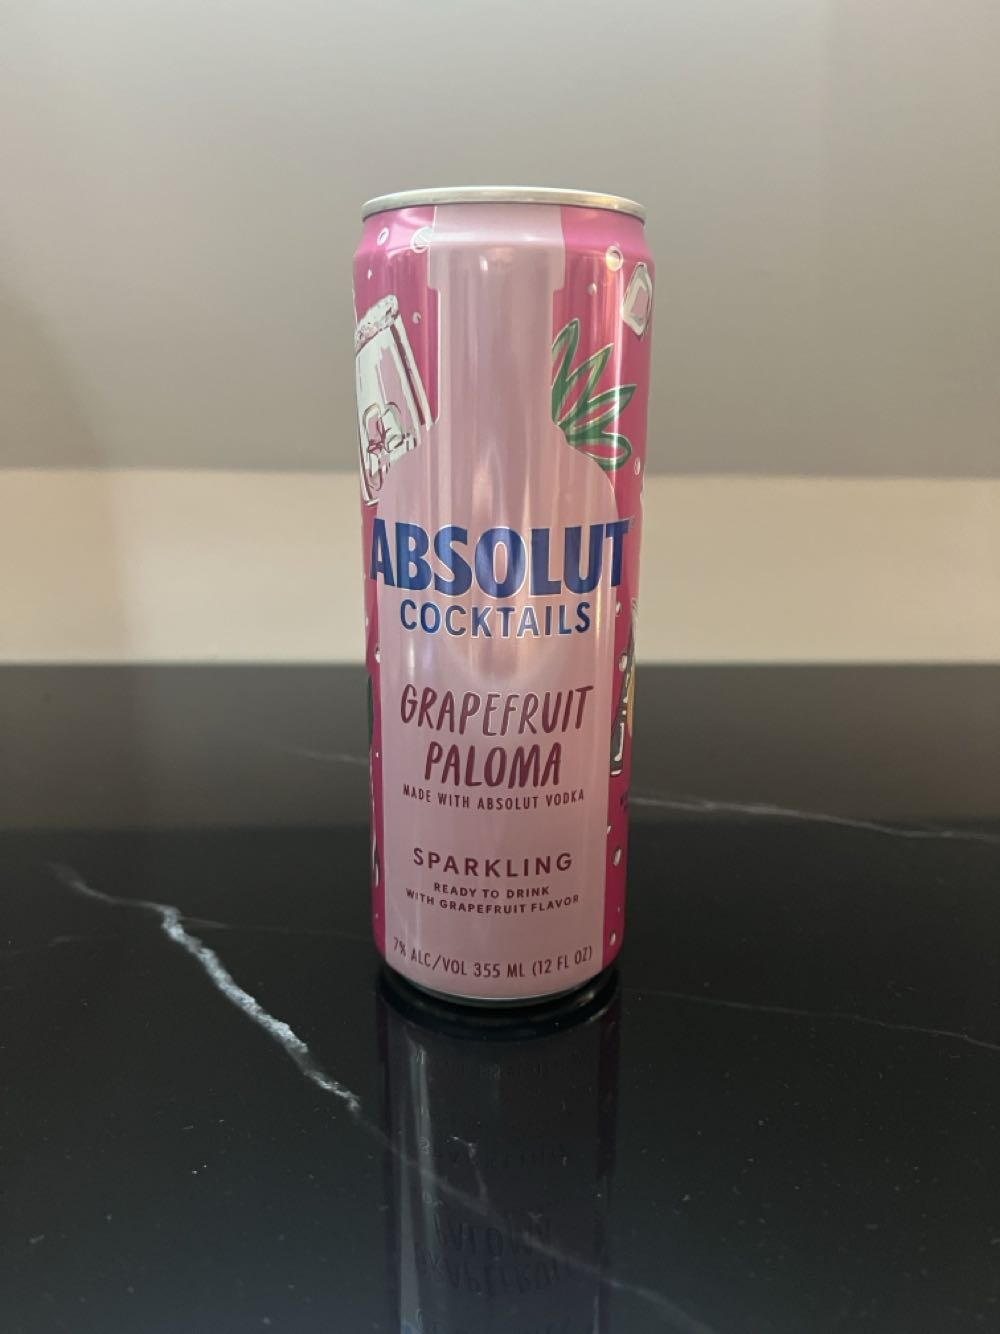 ABSOLUT
COCKTAILS
GRAPEFRUIT
PALOMA
MADE WITH ABSOLUT VODKA
SPARKLING
READY TO DRINK
WITH GRAPEFRUIT FLAVOR
7% ALC/VOL 355 ML (12 FL OZ)